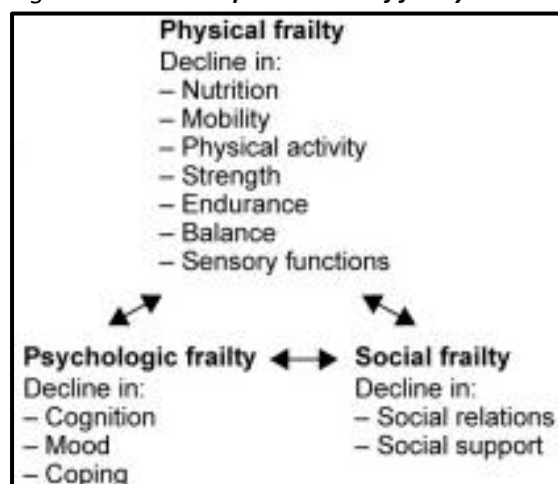 Physical frailty
Decline in:
– Nutrition
– Mobility
– Physical activity
– Strength
– Endurance
– Balance
– Sensory functions
Psychologic frailty
Decline in:
– Cognition
– Mood
– Coping
Social frailty
Decline in:
– Social relations
– Social support